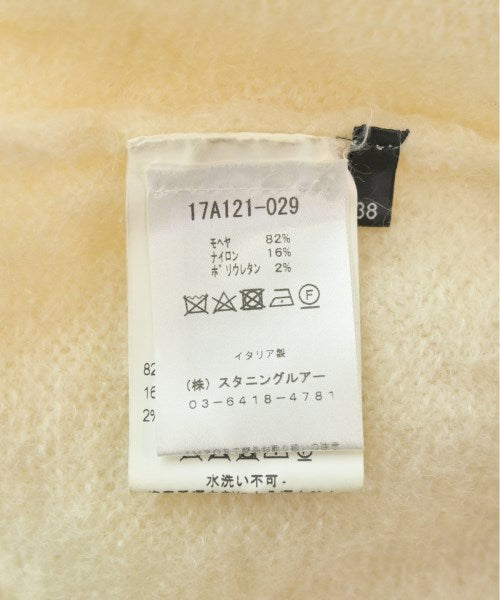 17A121-029
38
モヘヤ 82%
ナイロン 16%
ポリウレタン 2%
イタリア製
(株) スタニングルアー
03-6418-4781
82
16
2%
水洗い不可-